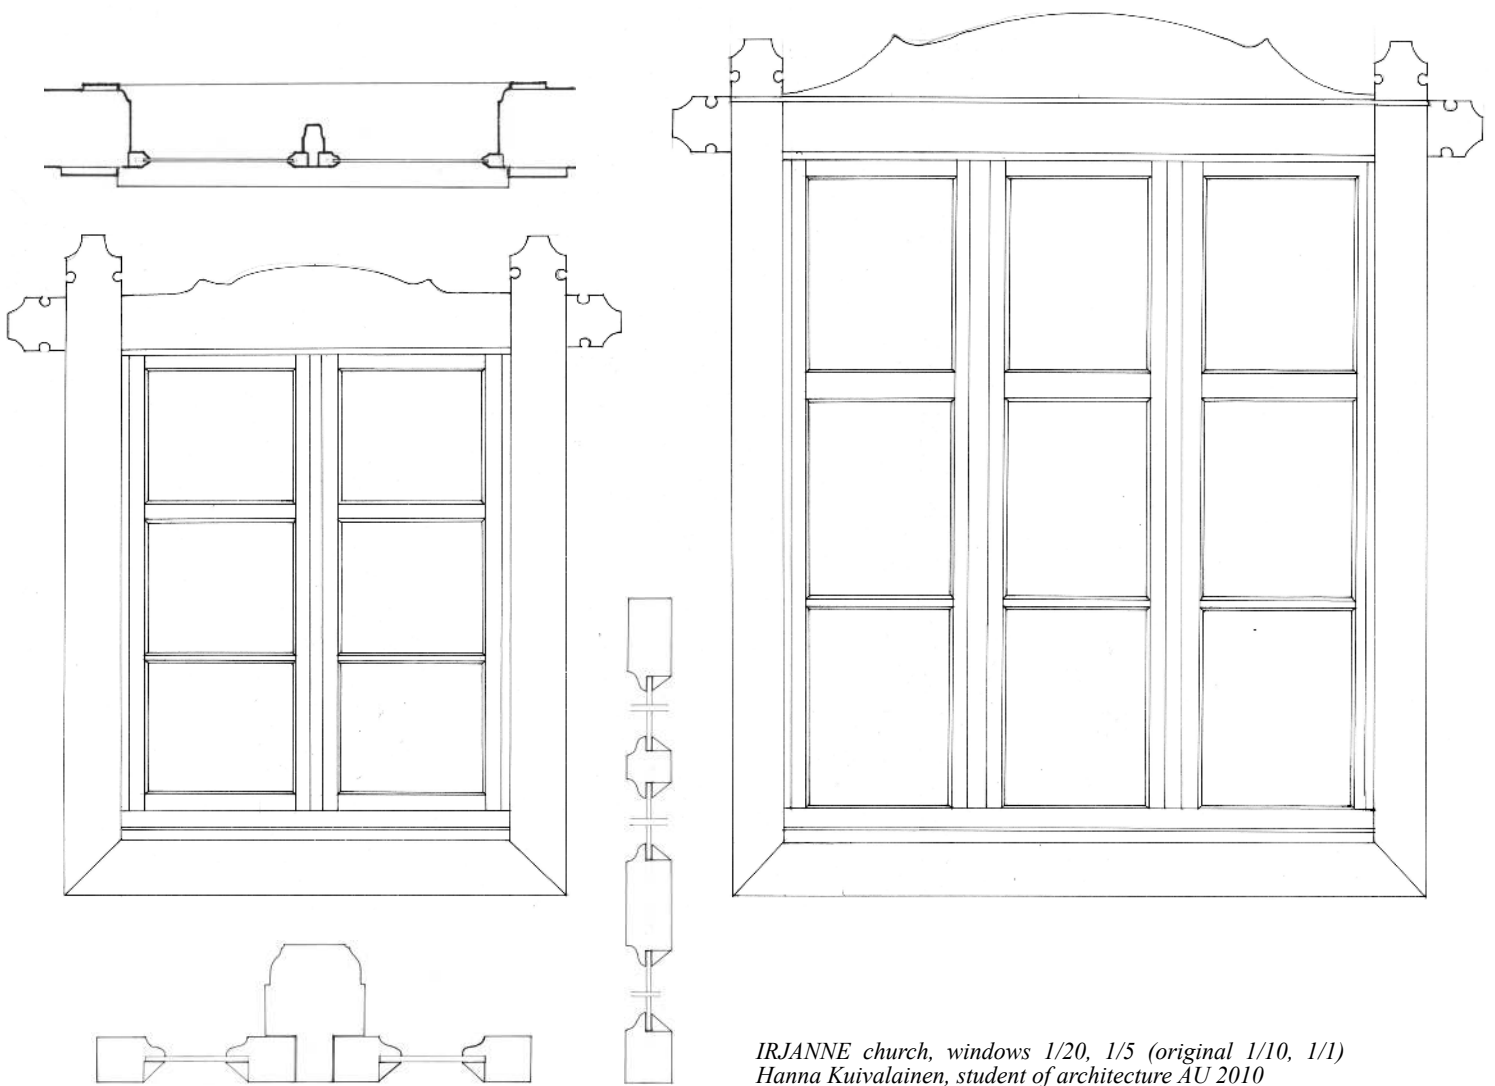 IRJANNE church, windows 1/20, 1/5 (original 1/10, 1/1)
Hanna Kuivalainen, student of architecture AU 2010